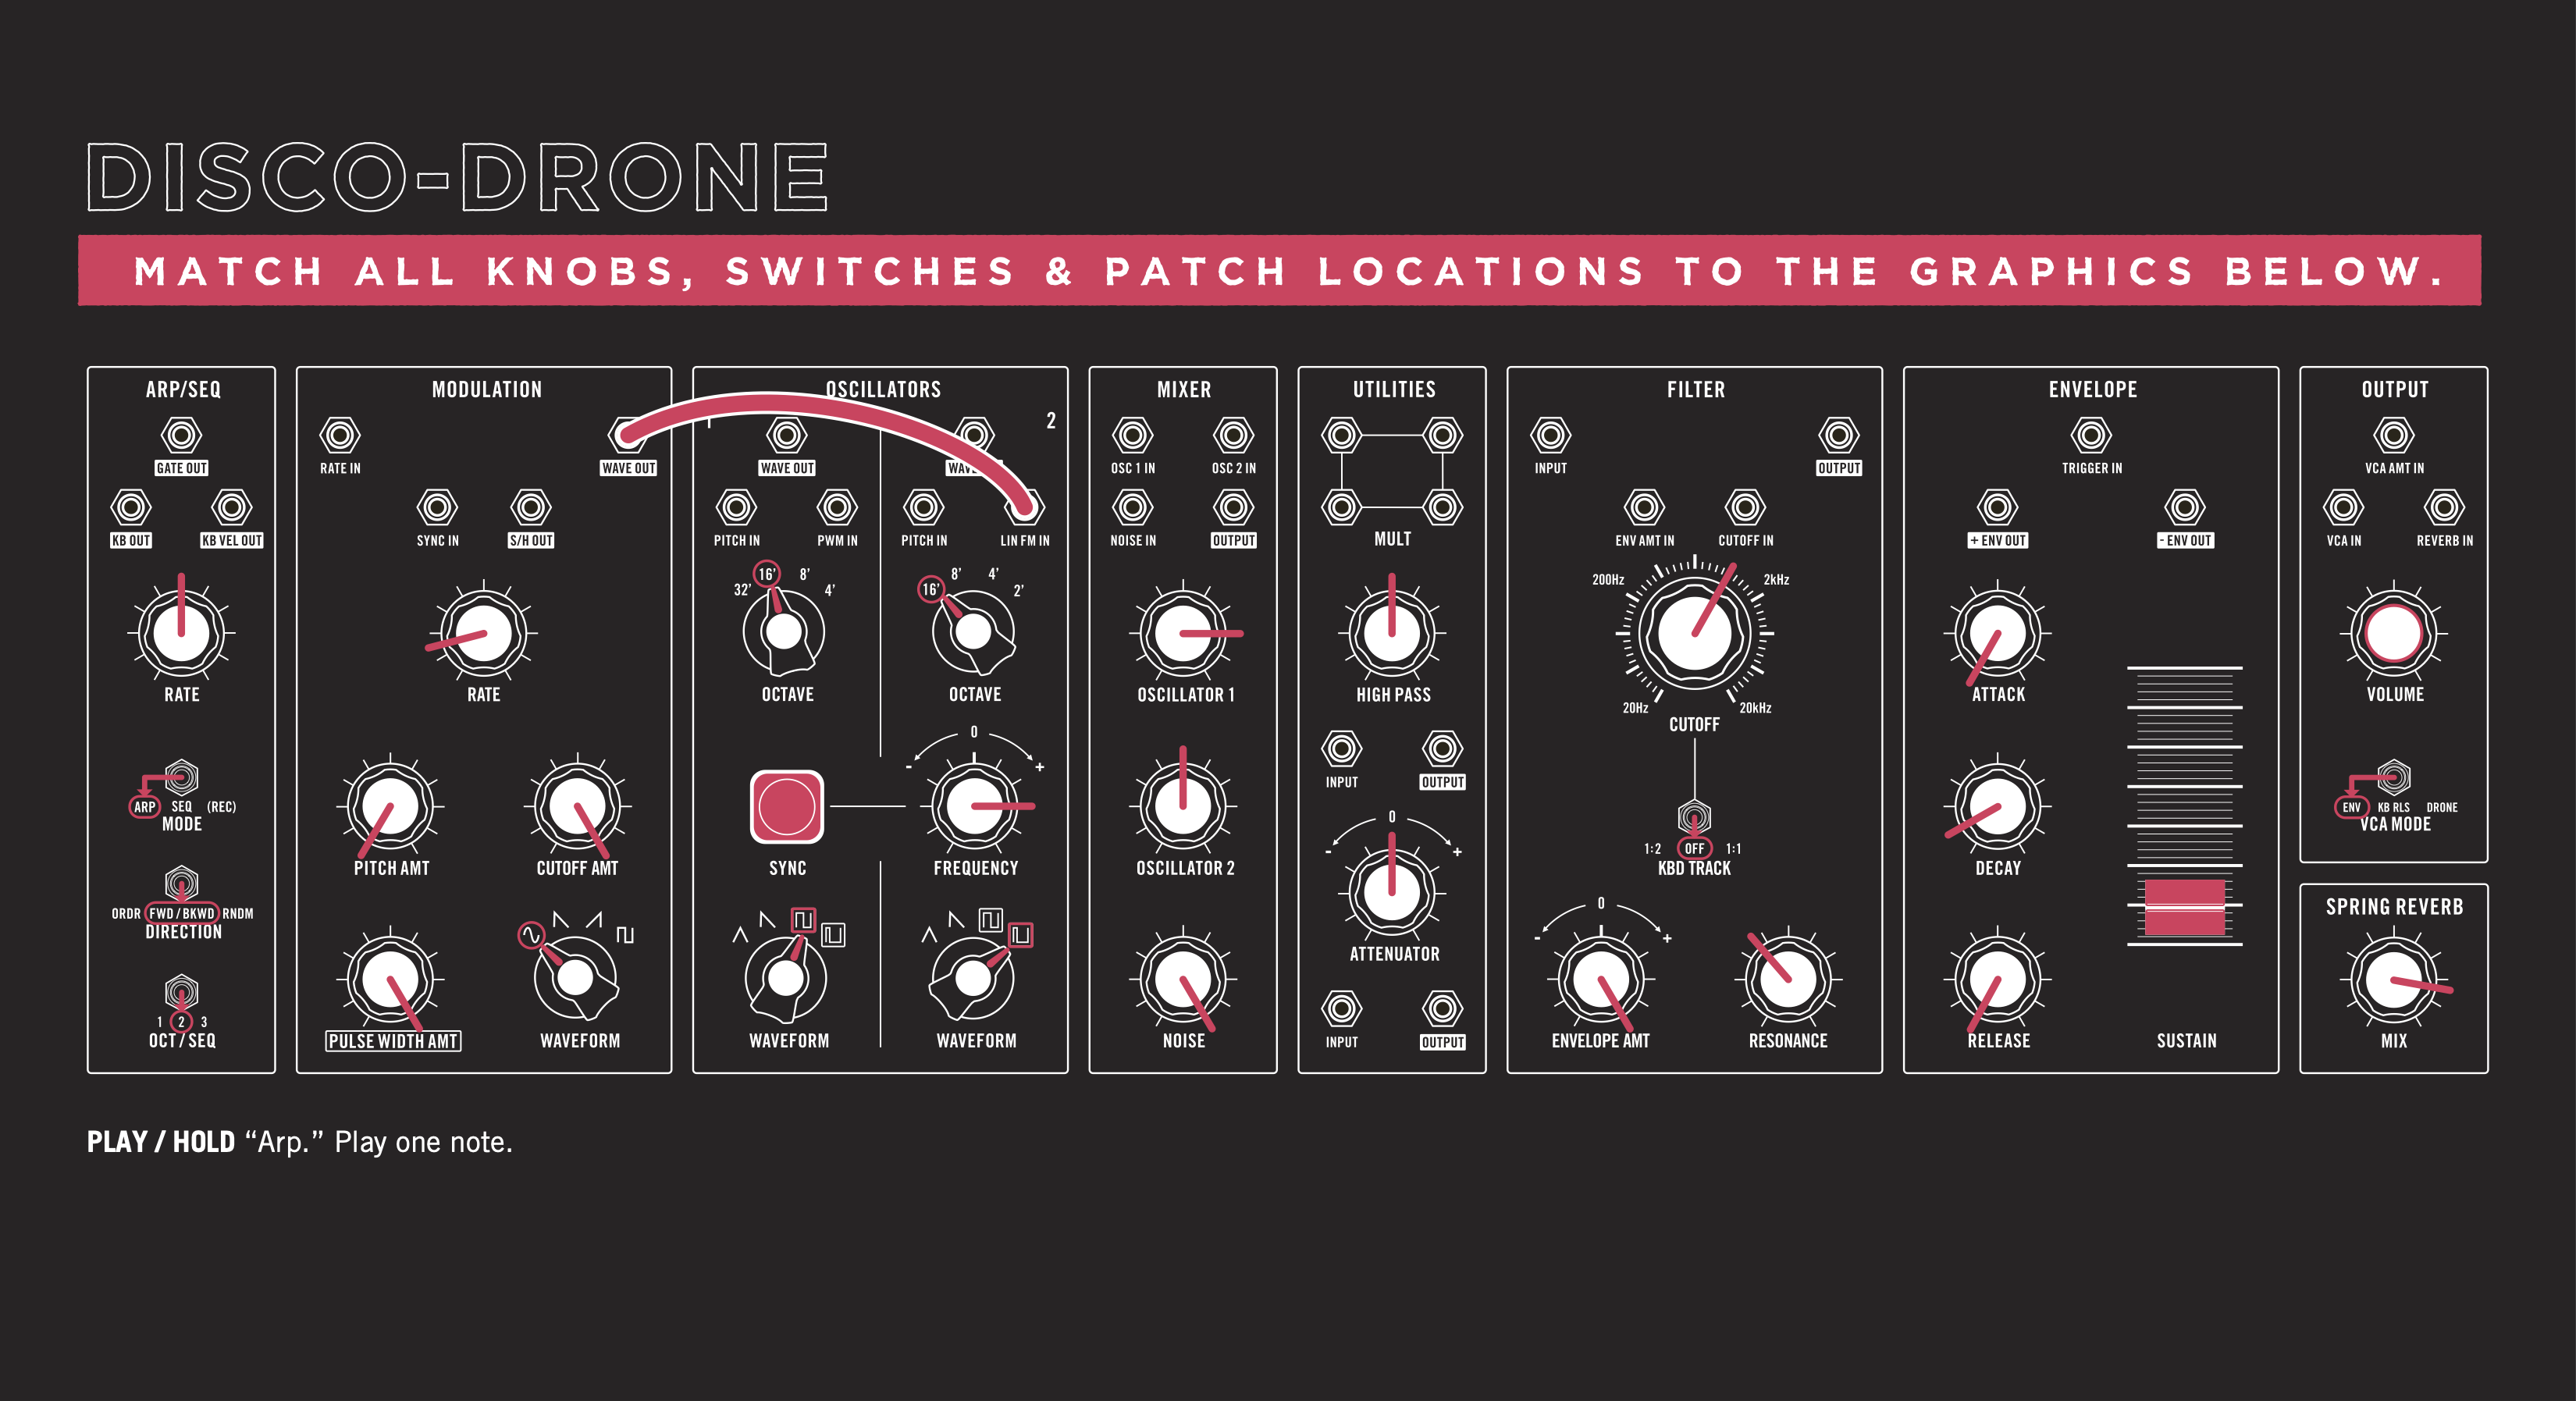 DISCO-DRONE
MATCH ALL KNOBS, SWITCHES & PATCH LOCATIONS TO THE GRAPHICS BELOW.
ARP/SEQ
GATE OUT
KB OUT KB VEL OUT
RATE
ARP SEQ (REC)
MODE
ORDR FWD / BKWD RNDM
DIRECTION
1 2 3
OCT / SEQ
MODULATION
RATE IN WAVE OUT
SYNC IN S/H OUT
RATE
PITCH AMT CUTOFF AMT
PULSE WIDTH AMT WAVEFORM
OSCILLATORS
2
WAVE OUT
PITCH IN PWM IN PITCH IN LIN FM IN
32' 16' 8' 4'
16' 8' 4' 2'
OCTAVE OCTAVE
- 0 +
SYNC FREQUENCY
WAVEFORM WAVEFORM
MIXER
OSC 1 IN OSC 2 IN
NOISE IN OUTPUT
OSCILLATOR 1
OSCILLATOR 2
NOISE
UTILITIES
MULT
HIGH PASS
INPUT OUTPUT
- 0 +
ATTENUATOR
INPUT OUTPUT
FILTER
INPUT OUTPUT
ENV AMT IN CUTOFF IN
200Hz 2kHz
20Hz 20kHz
CUTOFF
1:2 OFF 1:1
KBD TRACK
- 0 +
ENVELOPE AMT RESONANCE
ENVELOPE
TRIGGER IN
+ ENV OUT - ENV OUT
ATTACK
DECAY
RELEASE SUSTAIN
OUTPUT
VCA AMT IN
VCA IN REVERB IN
VOLUME
ENV KB RLS DRONE
VCA MODE
SPRING REVERB
MIX
PLAY / HOLD “Arp.” Play one note.